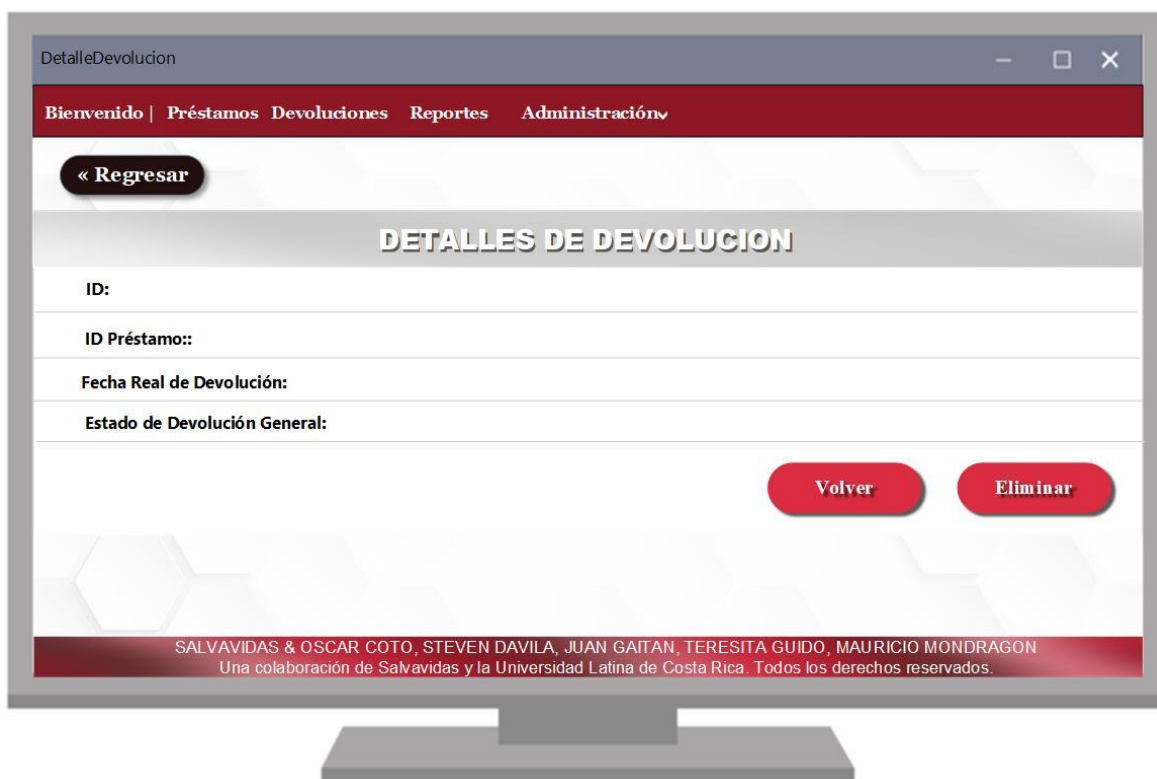 DetalleDevolucion
Bienvenido | Préstamos Devoluciones Reportes Administración
« Regresar
DETALLES DE DEVOLUCION
ID:
ID Préstamo::
Fecha Real de Devolución:
Estado de Devolución General:
Volver Eliminar
SALVAVIDAS & OSCAR COTO, STEVEN DAVILA, JUAN GAITAN, TERESITA GUIDO, MAURICIO MONDRAGON
Una colaboración de Salvavidas y la Universidad Latina de Costa Rica. Todos los derechos reservados.